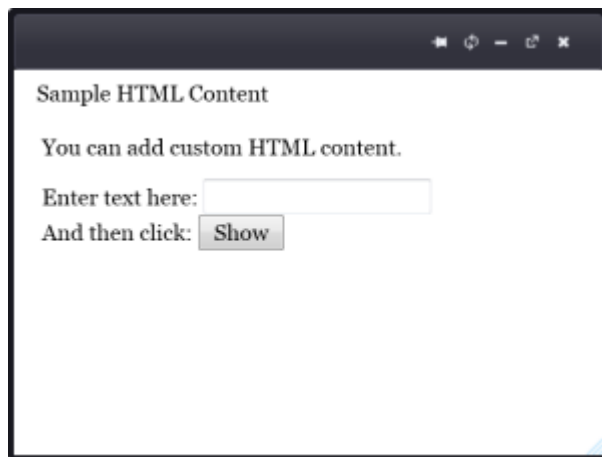 Sample HTML Content
You can add custom HTML content.
Enter text here:
And then click: Show